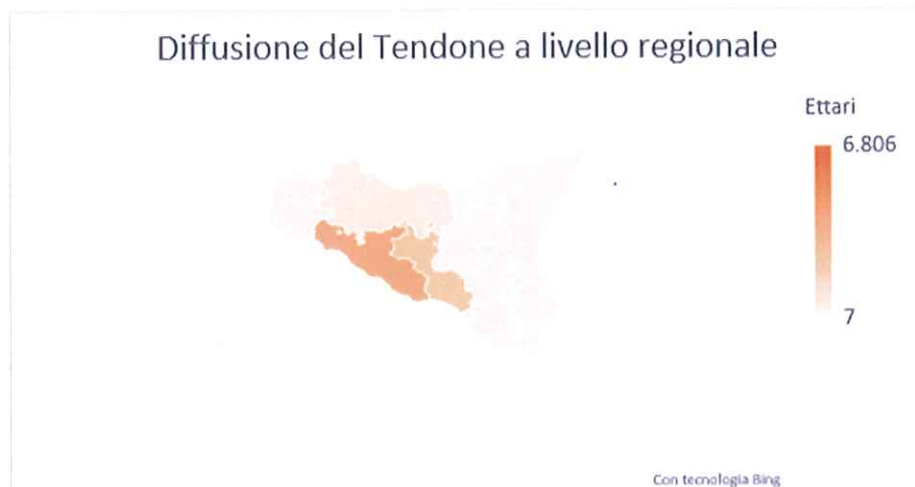 Diffusione del Tendone a livello regionale
Ettari
6.806
7
Con tecnologia Bing